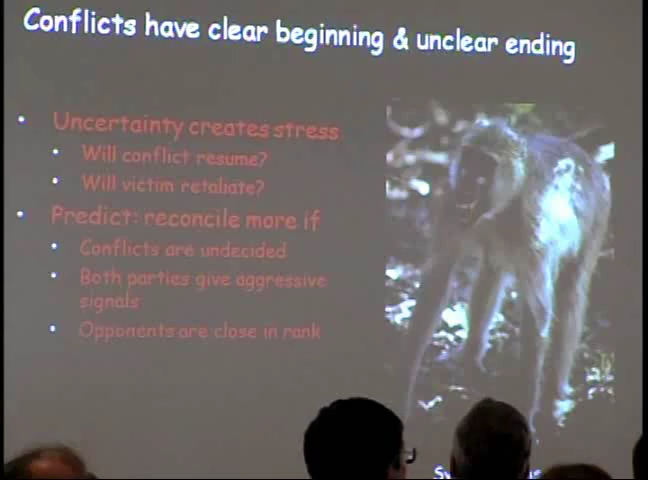 Conflicts have clear beginning & unclear ending
Uncertainty creates stress
Will conflict resume?
Will victim retaliate?
Predict: reconcile more if
Conflicts are undecided
Both parties give aggressive
signals
Opponents are close in rank